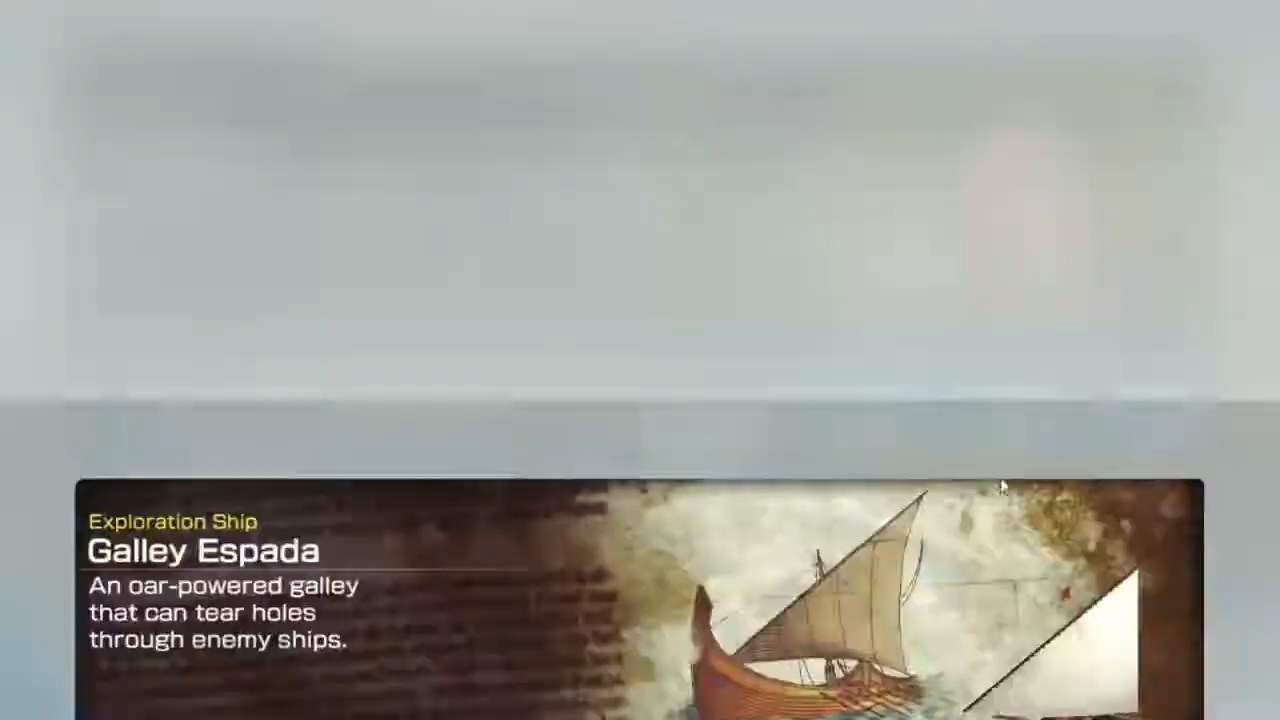 Exploration Ship
Galley Espada
An oar-powered galley
that can tear holes
through enemy ships.